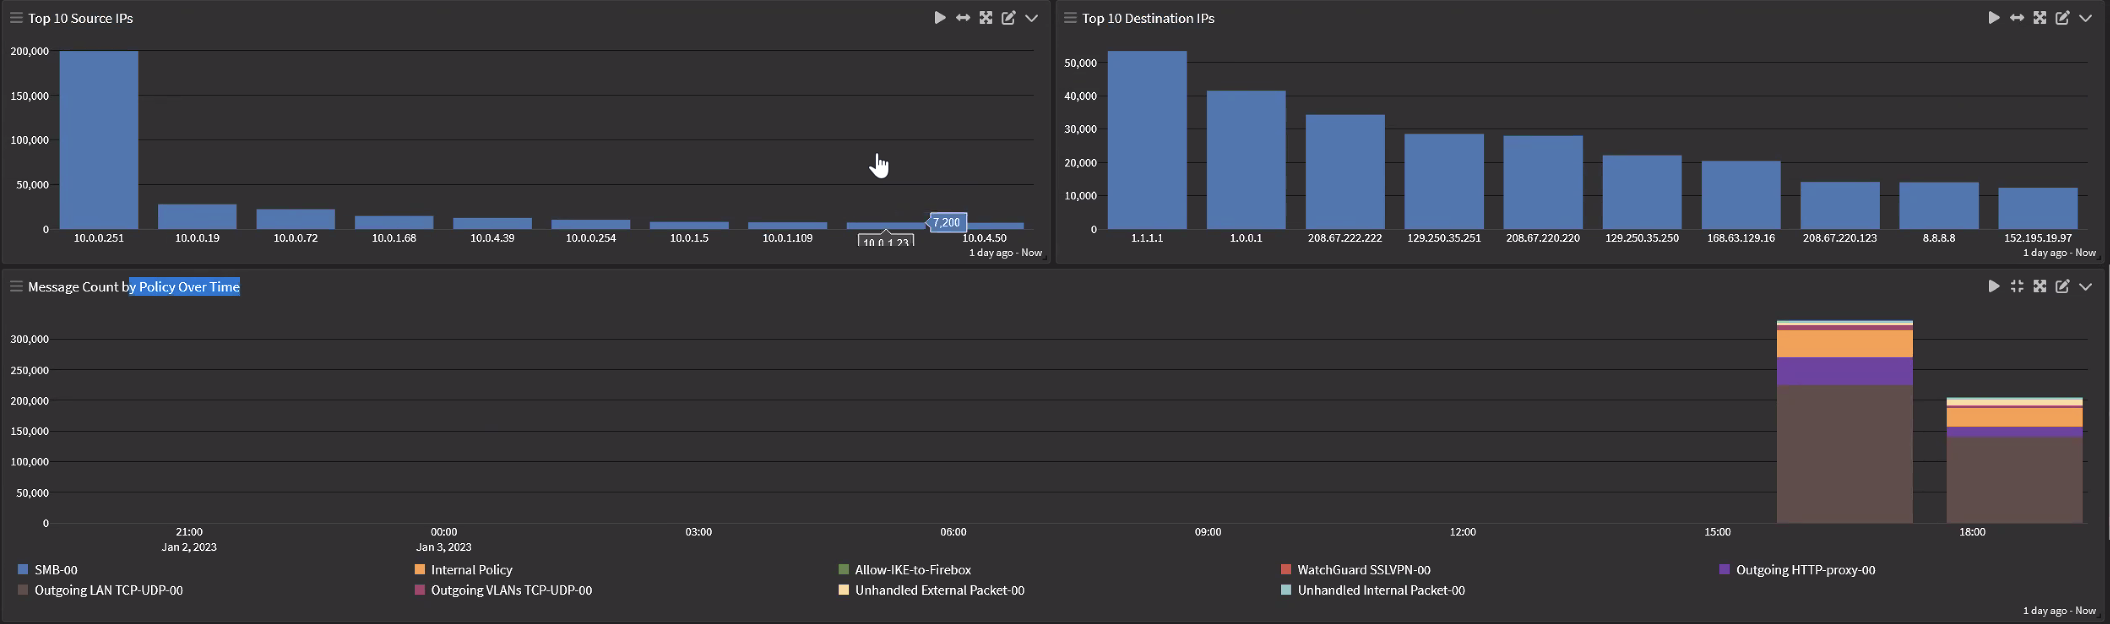 Top 10 Source IPs
200,000
150,000
100,000
50,000
0
10.0.0.251 10.0.0.19 10.0.0.72 10.0.1.68 10.0.4.39 10.0.0.254 10.0.1.5 10.0.1.109 10.0.1.23 10.0.4.50
7,200
1 day ago - Now
Top 10 Destination IPs
50,000
40,000
30,000
20,000
10,000
0
1.1.1.1 1.0.0.1 208.67.222.222 129.250.35.251 208.67.220.220 129.250.35.250 168.63.129.16 208.67.220.123 8.8.8.8 152.195.19.97
1 day ago - Now
Message Count by Policy Over Time
300,000
250,000
200,000
150,000
100,000
50,000
0
21:00 00:00 03:00 06:00 09:00 12:00 15:00 18:00
Jan 2, 2023 Jan 3, 2023
SMB-00 Internal Policy Allow-IKE-to-Firebox WatchGuard SSLVPN-00 Outgoing HTTP-proxy-00
Outgoing LAN TCP-UDP-00 Outgoing VLANs TCP-UDP-00 Unhandled External Packet-00 Unhandled Internal Packet-00
1 day ago - Now